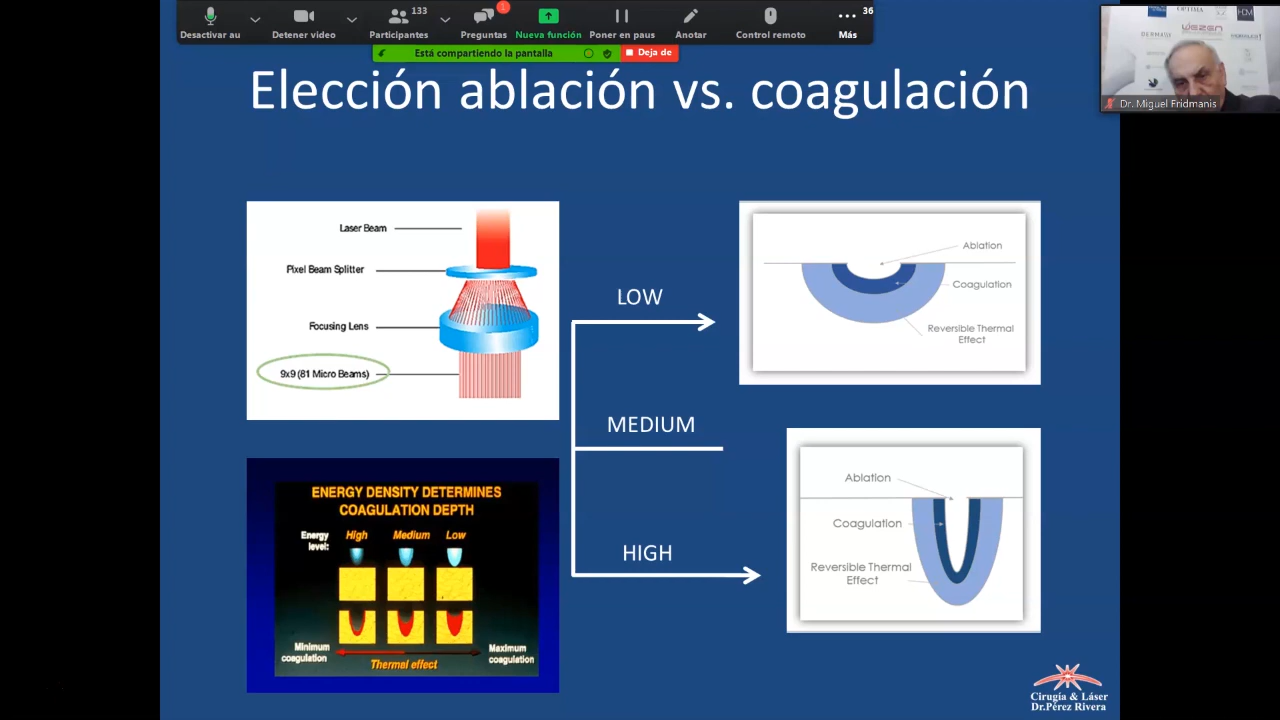 133
1
36
Desactivar au
Detener video
Participantes
Preguntas
Nueva función
Poner en paus
Anotar
Control remoto
Más
Está compartiendo la pantalla
Deja de
Dr. Miguel Fridmanis
Elección ablación vs. coagulación
Laser Beam
Pixel Beam Splitter
Focusing Lens
9x9 (81 Micro Beams)
LOW
MEDIUM
HIGH
Ablation
Coagulation
Reversible Thermal
Effect
Ablation
Coagulation
Reversible Thermal
Effect
ENERGY DENSITY DETERMINES
COAGULATION DEPTH
Energy
level:
High
Medium
Low
Minimum
coagulation
Thermal effect
Maximum
coagulation
Cirugía & Láser
Dr.Pérez Rivera